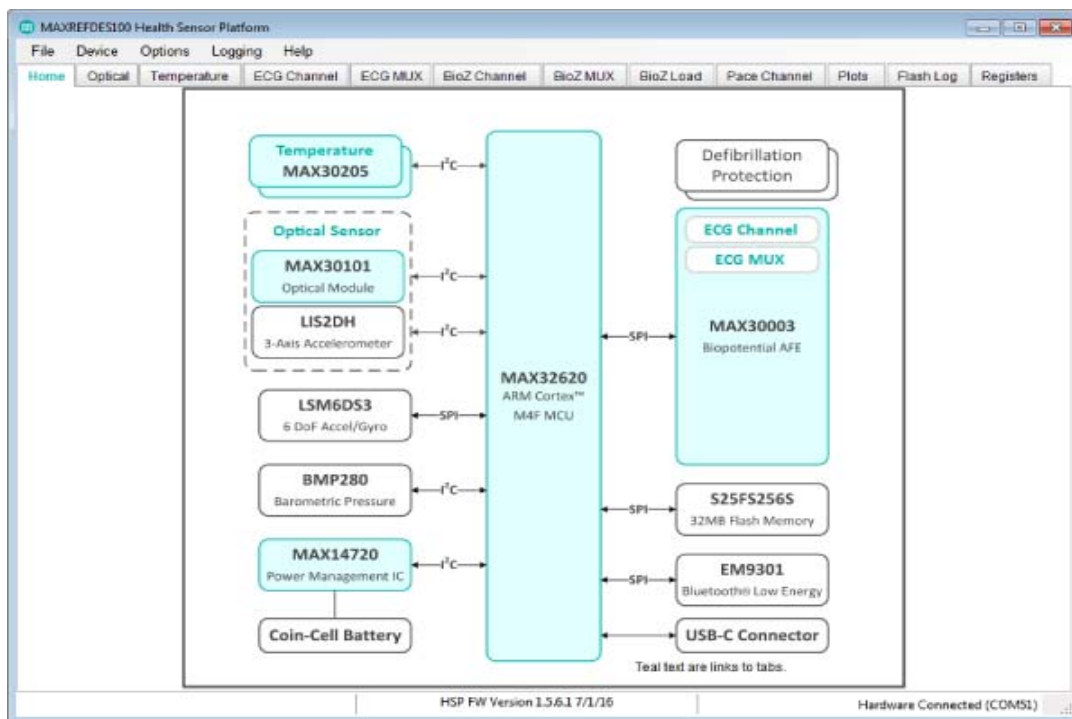 MAXREFDES100 Health Sensor Platform
File Device Options Logging Help
Home Optical Temperature ECG Channel ECG MUX BioZ Channel BioZ MUX BioZ Load Pace Channel Plots Flash Log Registers
Temperature
MAX30205
I²C
Optical Sensor
MAX30101
Optical Module
I²C
LIS2DH
3-Axis Accelerometer
I²C
LSM6DS3
6 DoF Accel/Gyro
SPI
BMP280
Barometric Pressure
I²C
MAX14720
Power Management IC
I²C
Coin-Cell Battery
MAX32620
ARM Cortex™
M4F MCU
Defibrillation
Protection
ECG Channel
ECG MUX
MAX30003
Biopotential AFE
SPI
S25FS256S
32MB Flash Memory
SPI
EM9301
Bluetooth® Low Energy
SPI
USB-C Connector
Teal text are links to tabs.
HSP FW Version 1.5.6.1 7/1/16
Hardware Connected (COM51)